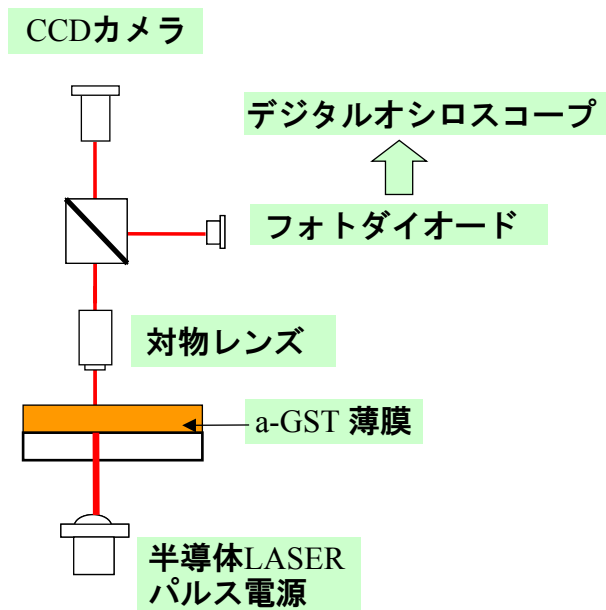 CCDカメラ
デジタルオシロスコープ
フォトダイオード
対物レンズ
a-GST 薄膜
半導体LASER
パルス電源